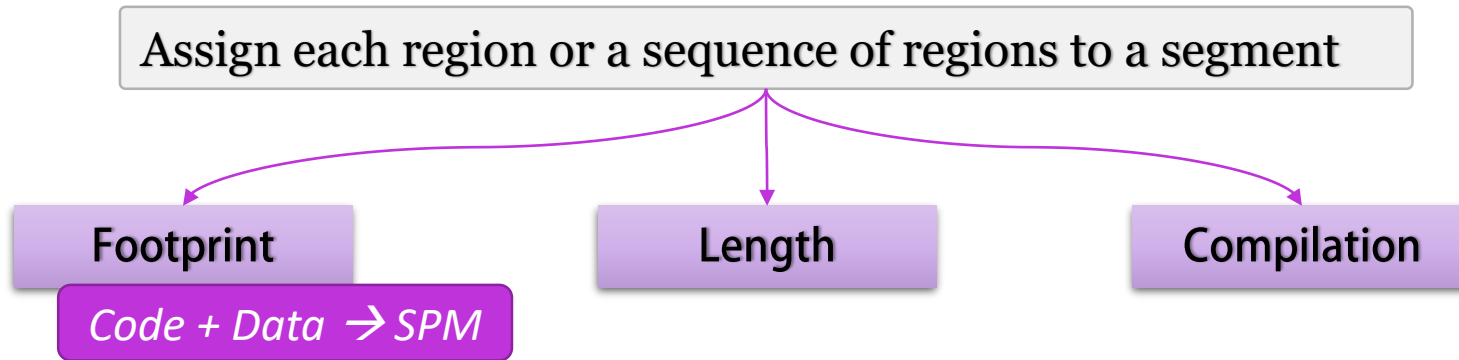 Assign each region or a sequence of regions to a segment
Footprint
Length
Compilation
Code + Data → SPM